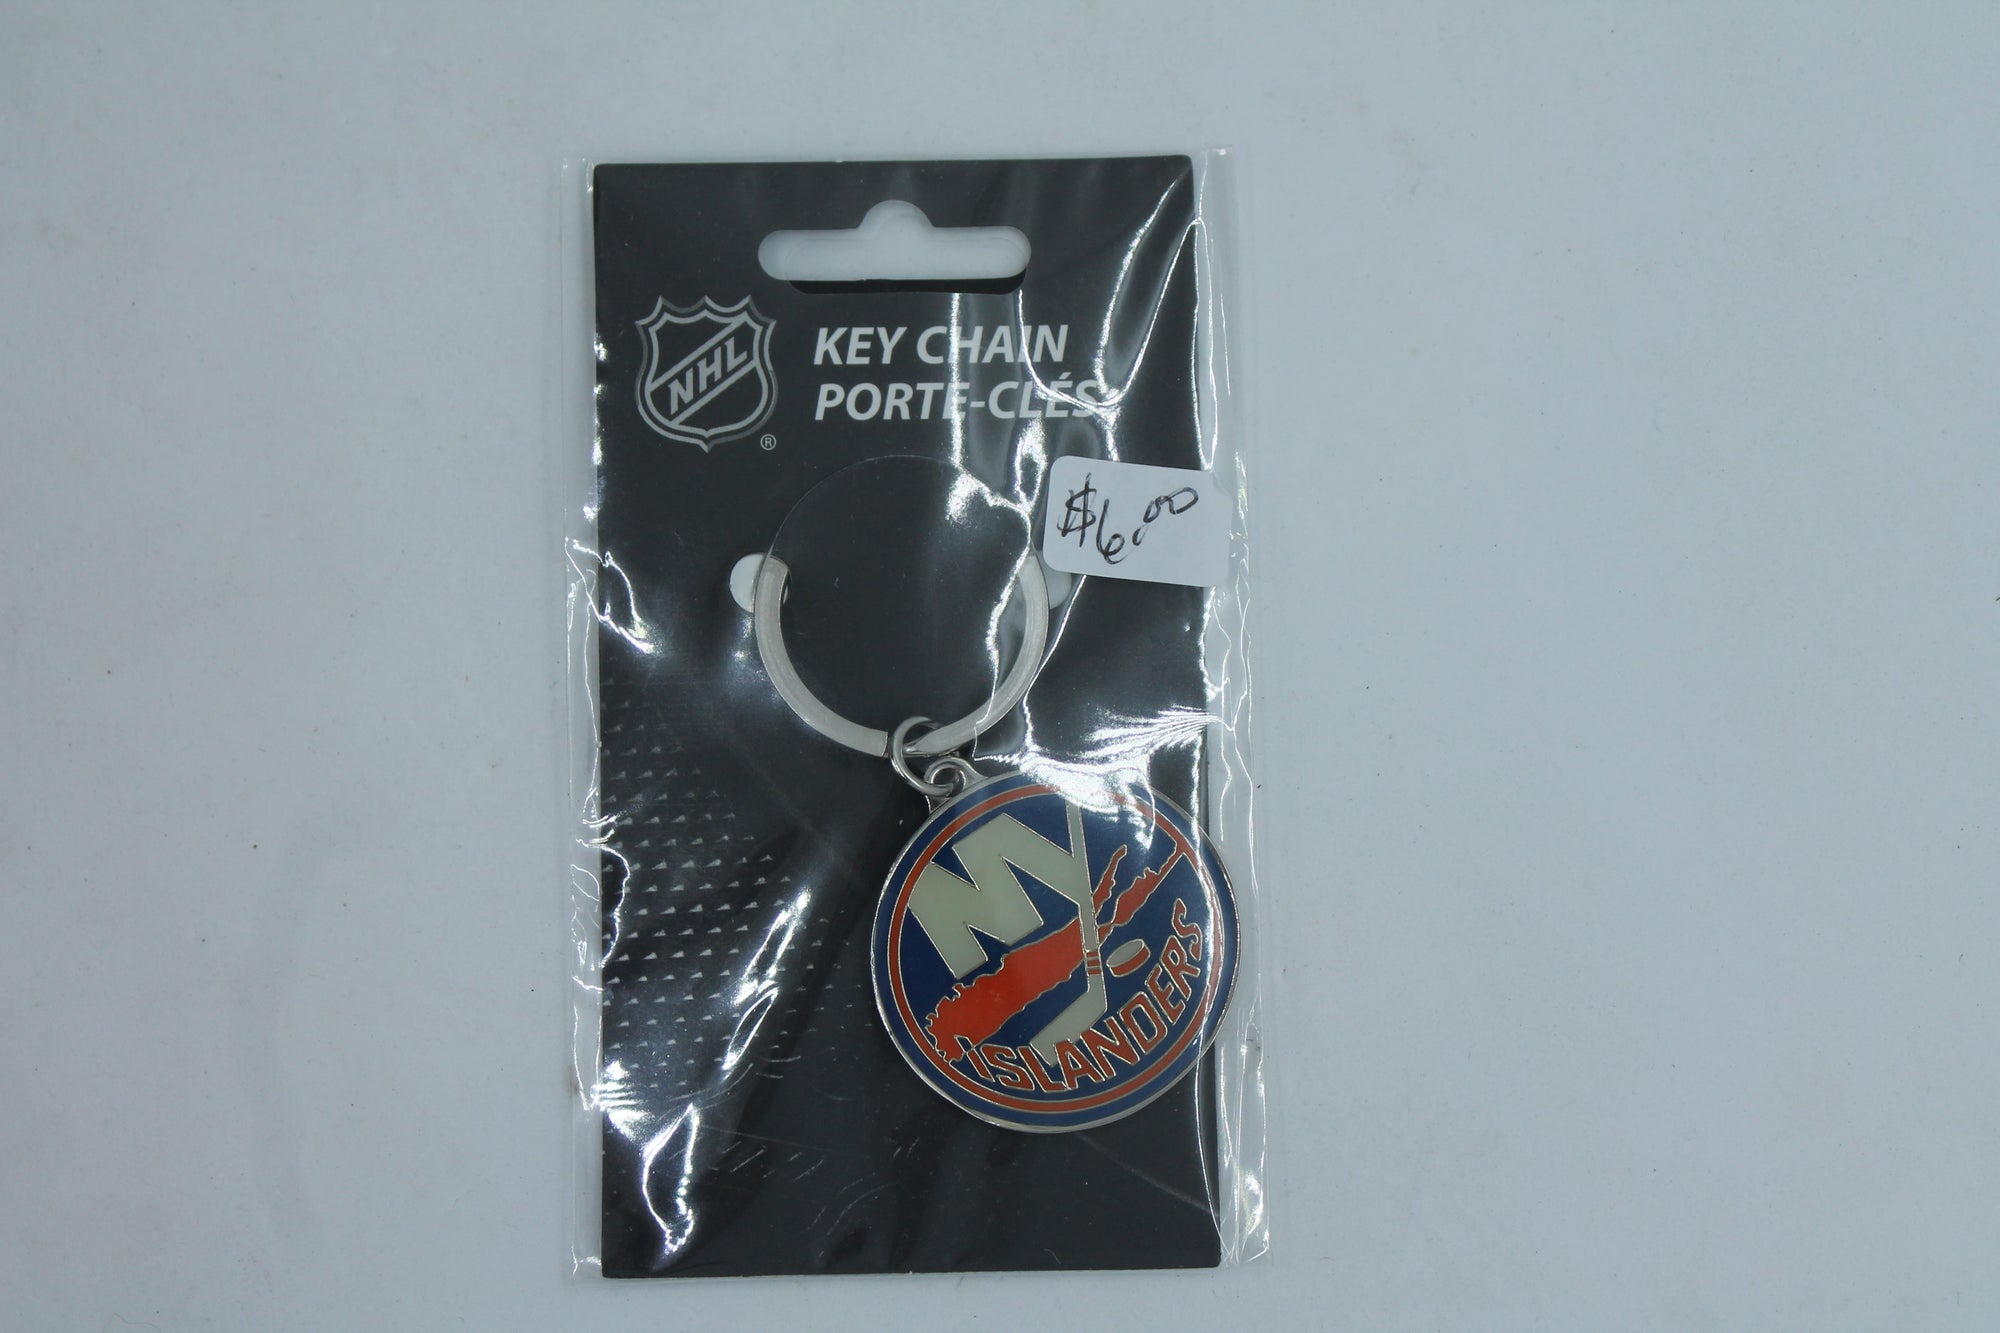 NHL
®
KEY CHAIN
PORTE-CLÉS
$6.00
NY
ISLANDERS